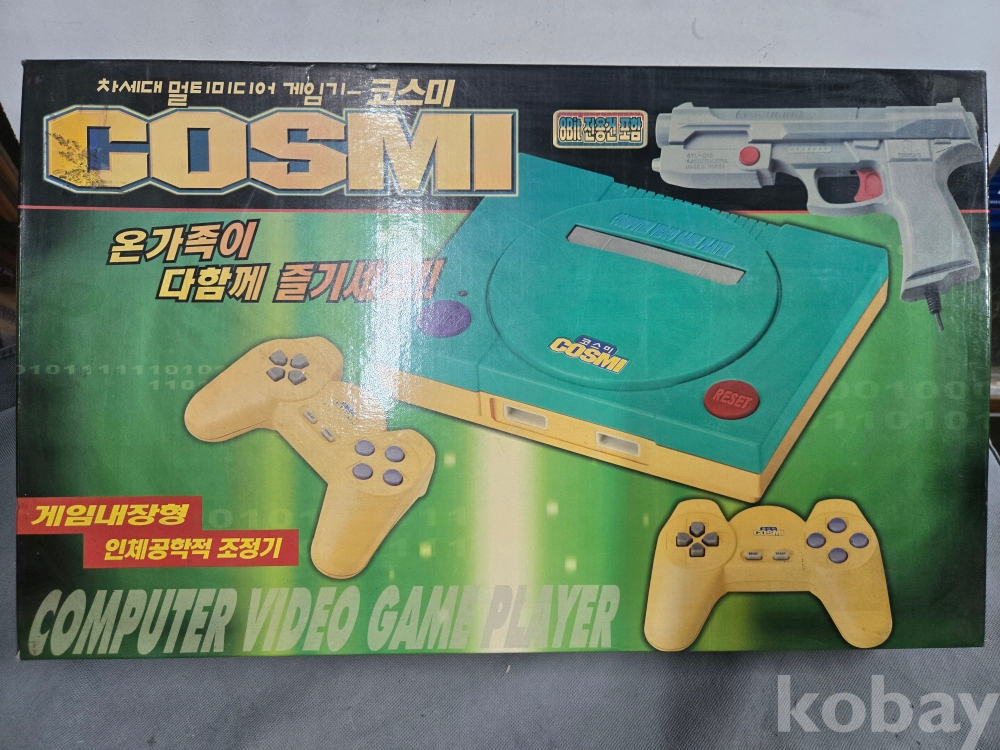 차세대 멀티미디어 게임기- 코스미
COSMI
8Bit 전용건 포함
온가족이
다함께 즐기세요!
코스미
COSMI
RESET
게임내장형
인체공학적 조정기
COSMI
COMPUTER VIDEO GAME PLAYER
kobay